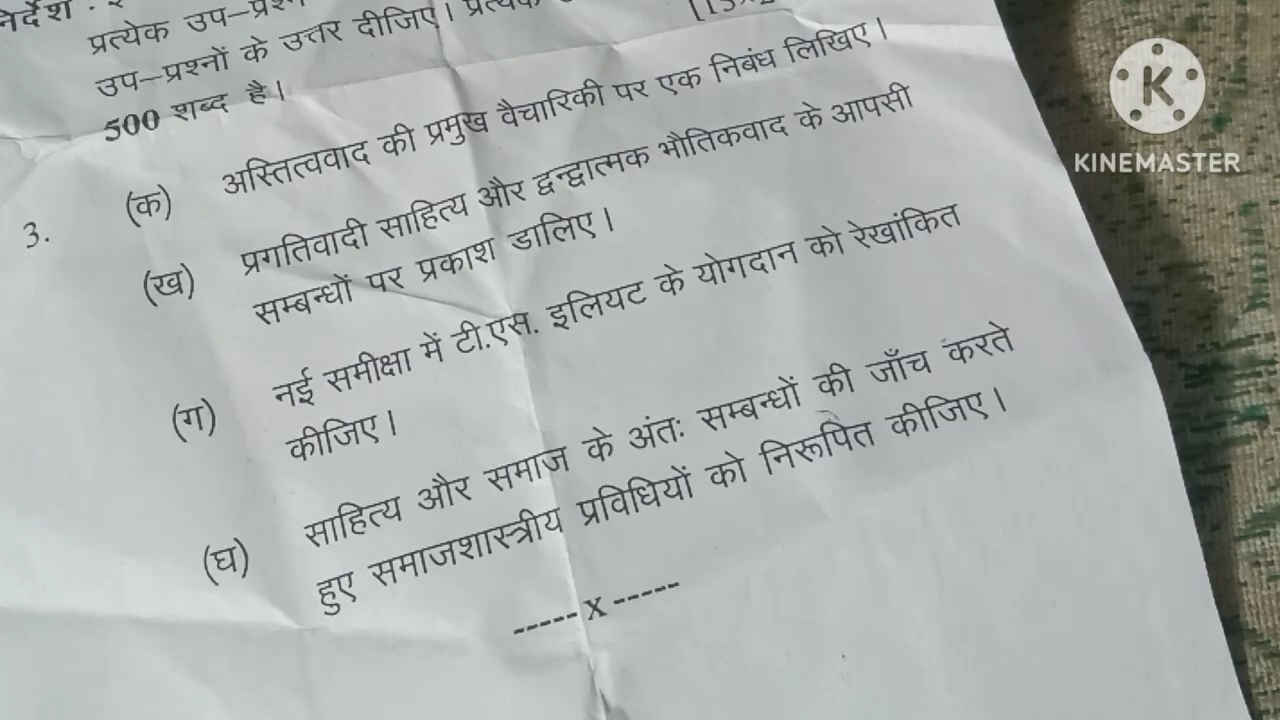 निर्देश :
प्रत्येक उप–प्रश्न
उप–प्रश्नों के उत्तर दीजिए। प्रत्येक
500 शब्द है।
3. (क) अस्तित्ववाद की प्रमुख वैचारिकी पर एक निबंध लिखिए।
(ख) प्रगतिवादी साहित्य और द्वन्द्वात्मक भौतिकवाद के आपसी
सम्बन्धों पर प्रकाश डालिए।
(ग) नई समीक्षा में टी.एस. इलियट के योगदान को रेखांकित
कीजिए।
(घ) साहित्य और समाज के अंतः सम्बन्धों की जाँच करते
हुए समाजशास्त्रीय प्रविधियों को निरूपित कीजिए।
-----x-----
K
KINEMASTER